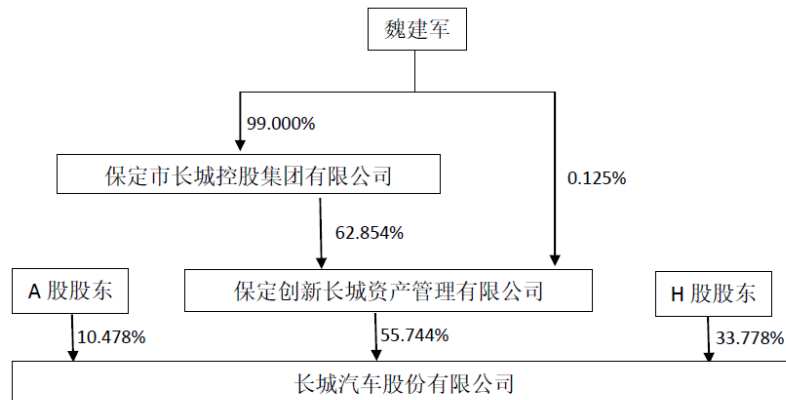 魏建军
99.000%
保定市长城控股集团有限公司
0.125%
62.854%
A 股股东
保定创新长城资产管理有限公司
H 股股东
10.478%
55.744%
33.778%
长城汽车股份有限公司